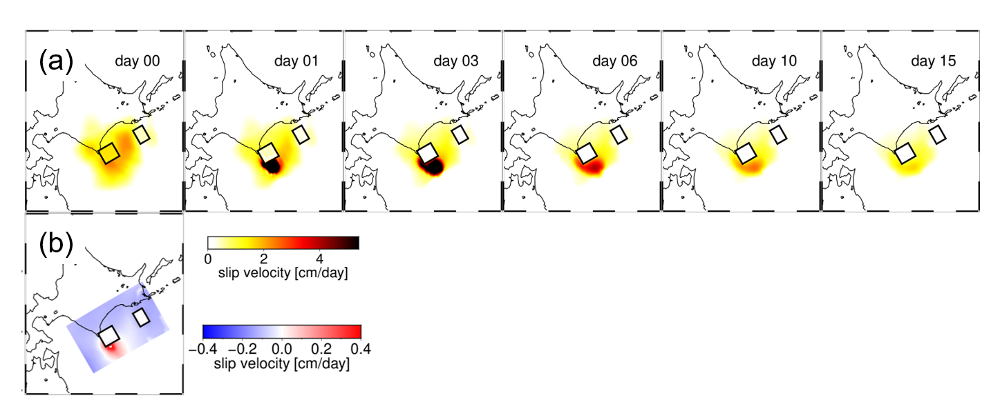 (a)
day 00
day 01
day 03
day 06
day 10
day 15
(b)
0 2 4
slip velocity [cm/day]
−0.4 −0.2 0.0 0.2 0.4
slip velocity [cm/day]